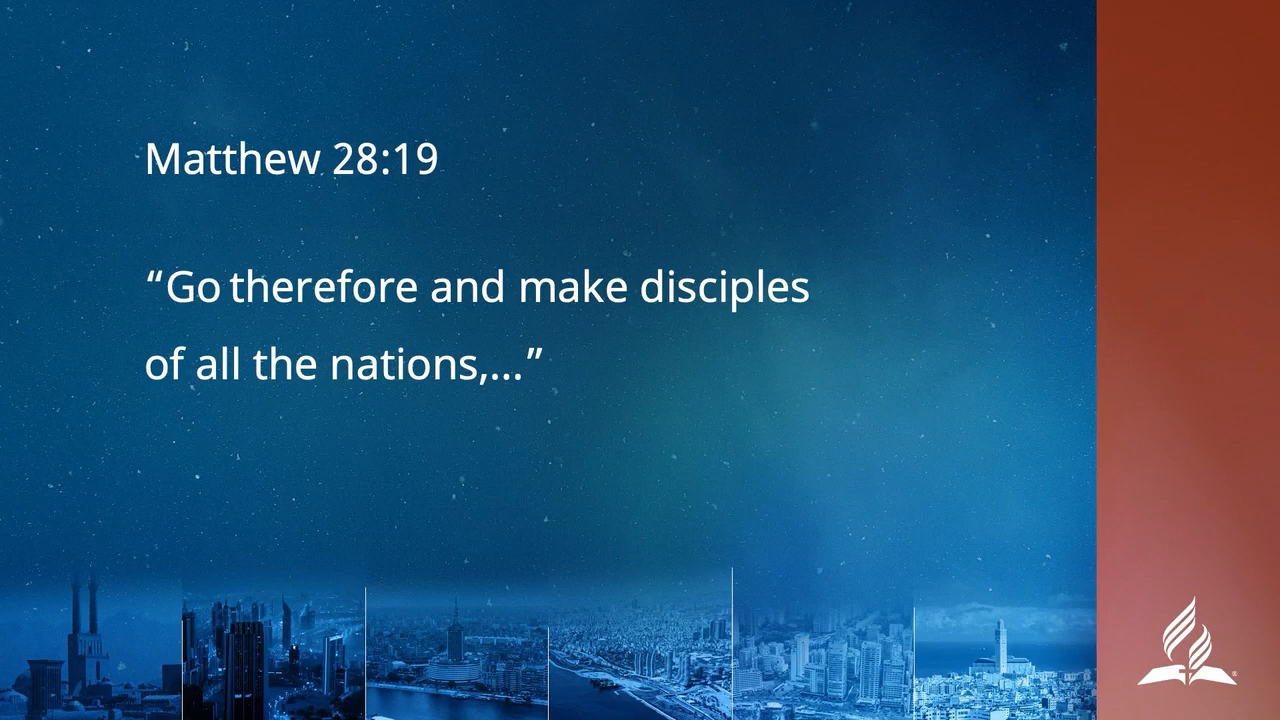 Matthew 28:19
“Go therefore and make disciples
of all the nations,...”